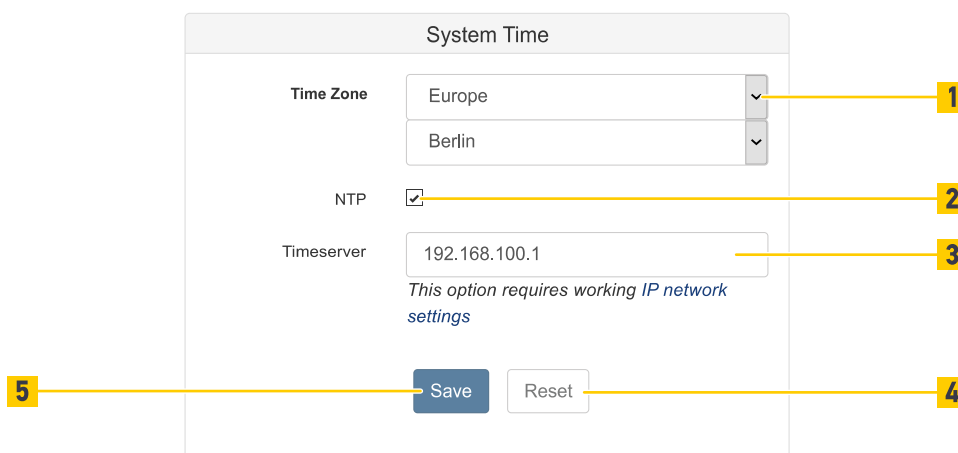 System Time
Time Zone
Europe
1
Berlin
NTP
2
Timeserver
192.168.100.1
3
This option requires working IP network
settings
5
Save
Reset
4